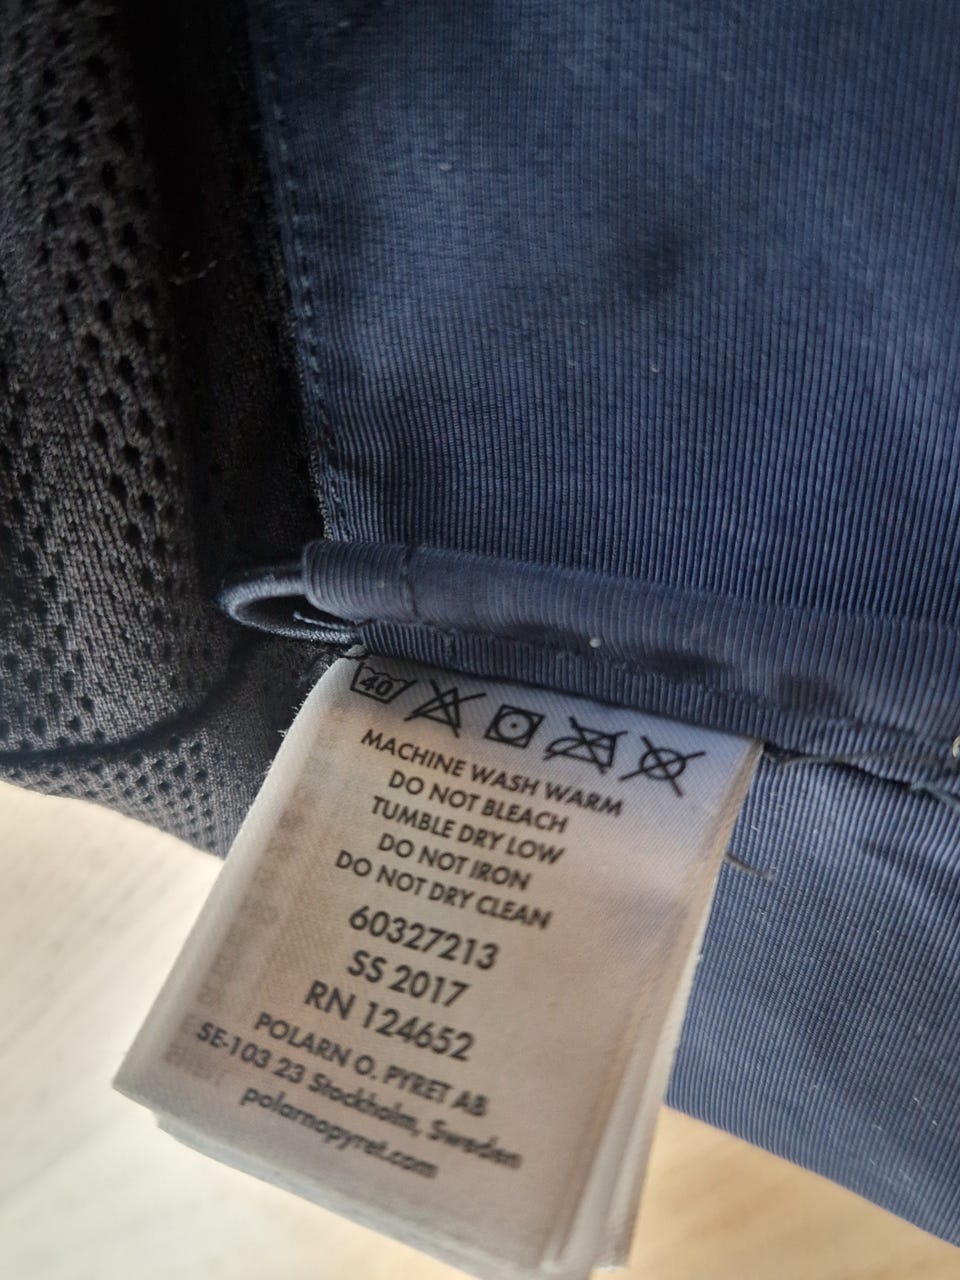 40
MACHINE WASH WARM
DO NOT BLEACH
TUMBLE DRY LOW
DO NOT IRON
DO NOT DRY CLEAN
60327213
SS 2017
RN 124652
POLARN O. PYRET AB
SE-103 23 Stockholm, Sweden
polarnopyret.com